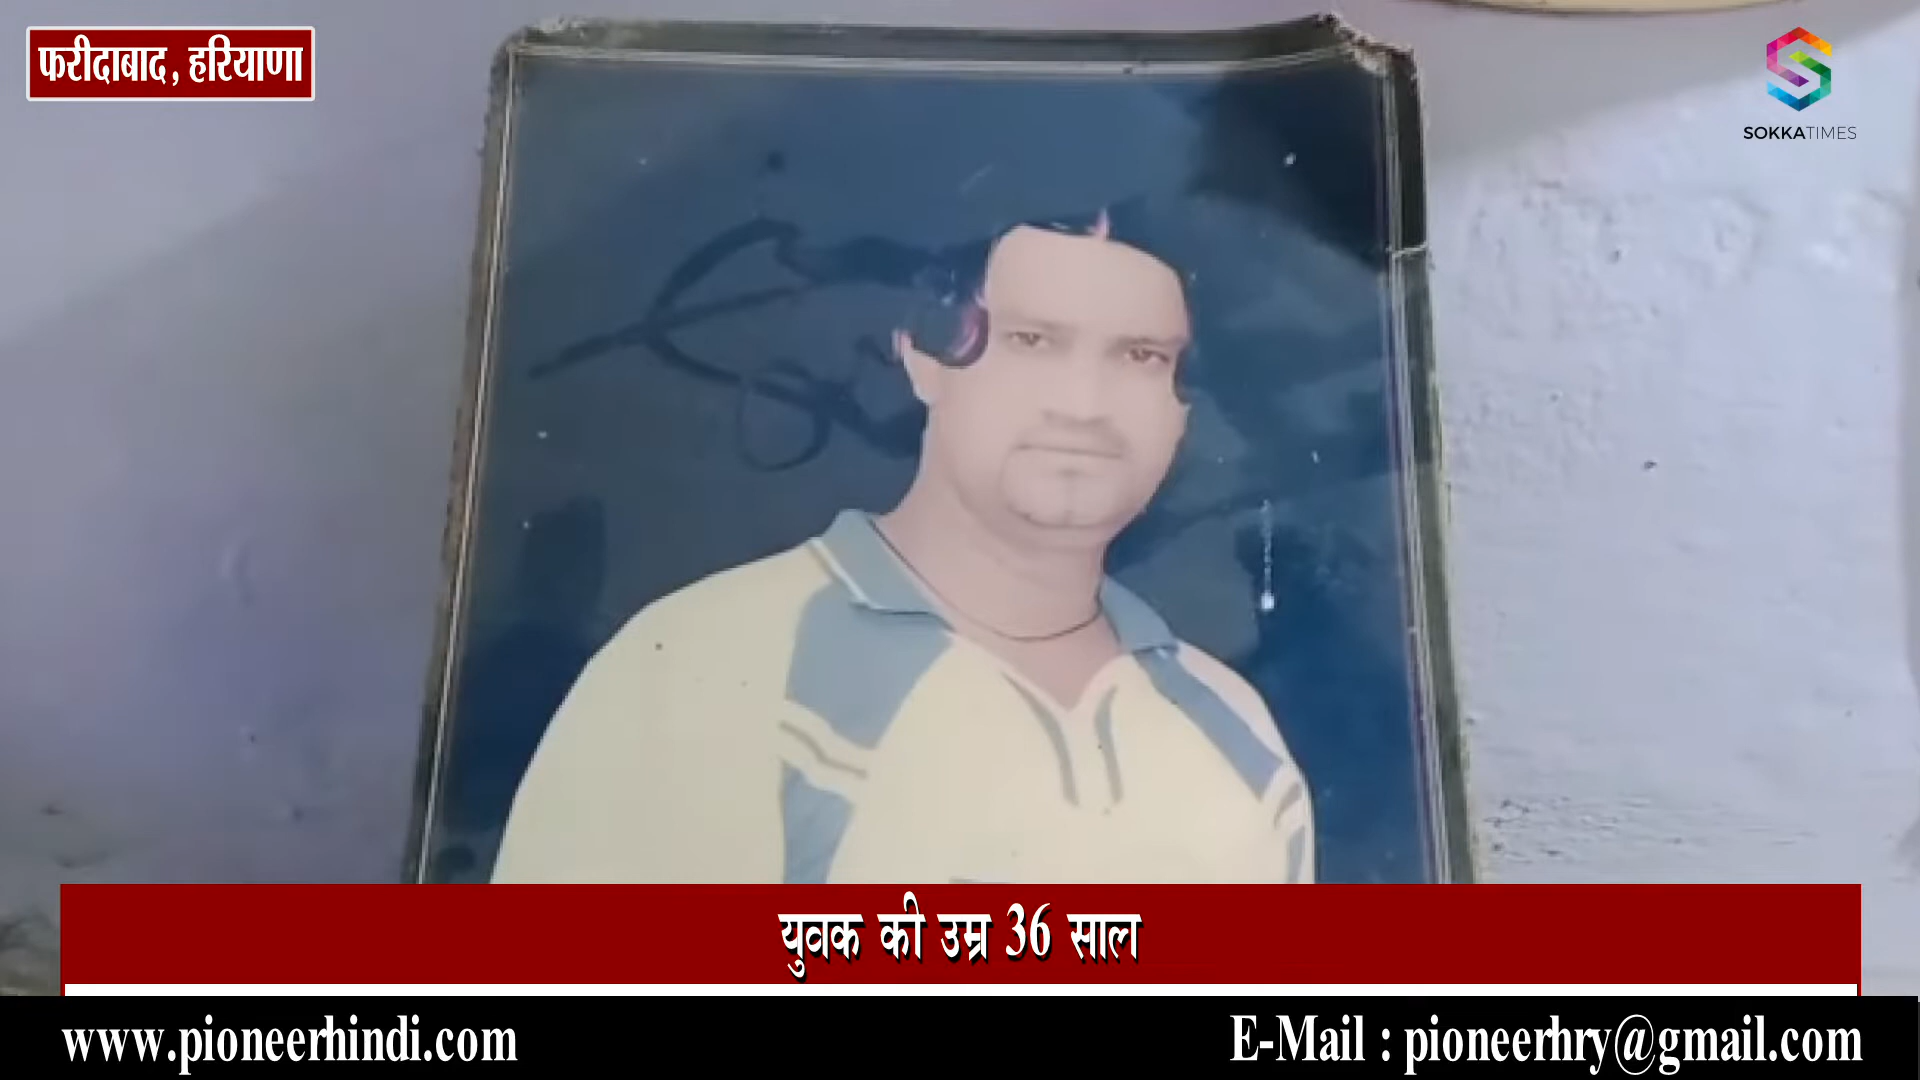 फरीदाबाद, हरियाणा
SOKKATIMES
युवक की उम्र 36 साल
www.pioneerhindi.com
E-Mail : pioneerhry@gmail.com